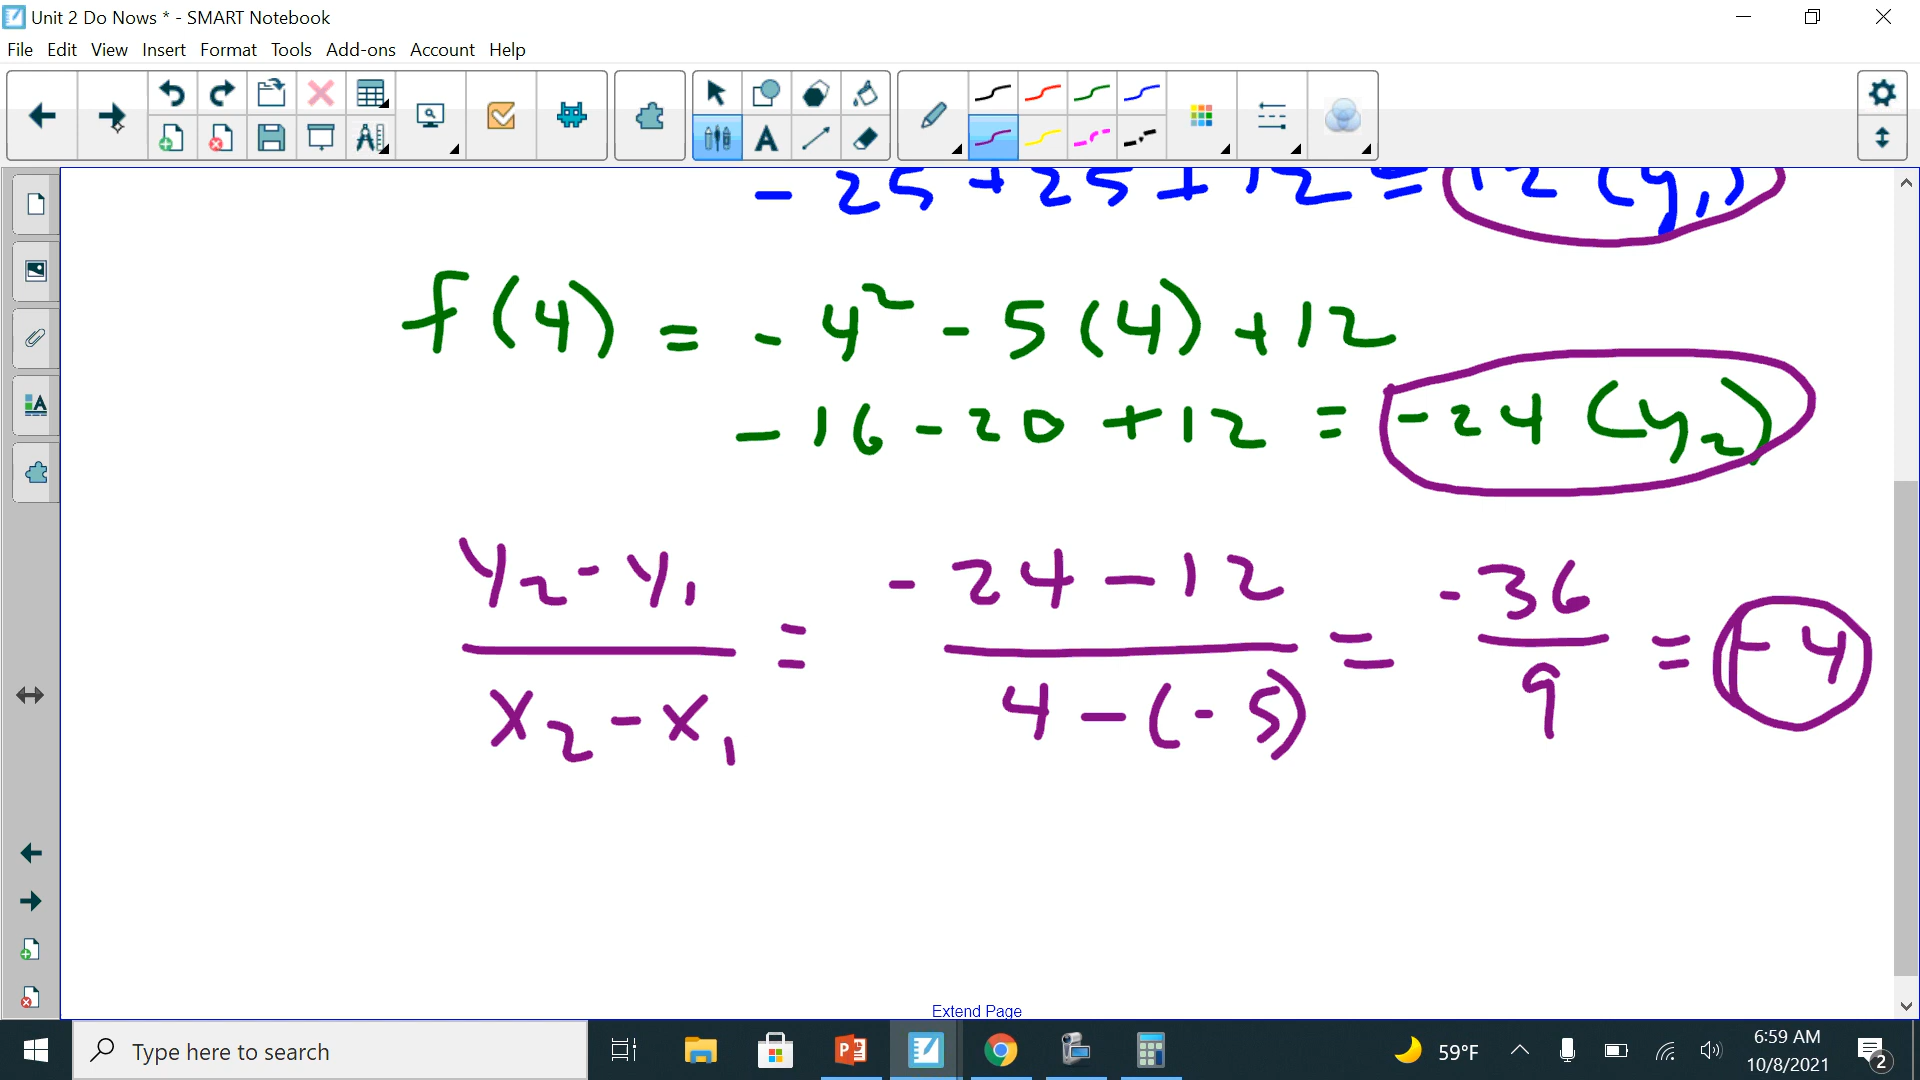 Unit 2 Do Nows * - SMART Notebook
File Edit View Insert Format Tools Add-ons Account Help
- 25 + 25 + 12 = 12 (y₁)
f(4) = - 4² - 5(4) + 12
- 16 - 20 + 12 = -24 (y₂)
y₂ - y₁ = - 24 - 12 = - 36 = - 4
x₂ - x₁ 4 - (- 5) 9
Extend Page
Type here to search
59°F
6:59 AM
10/8/2021
2